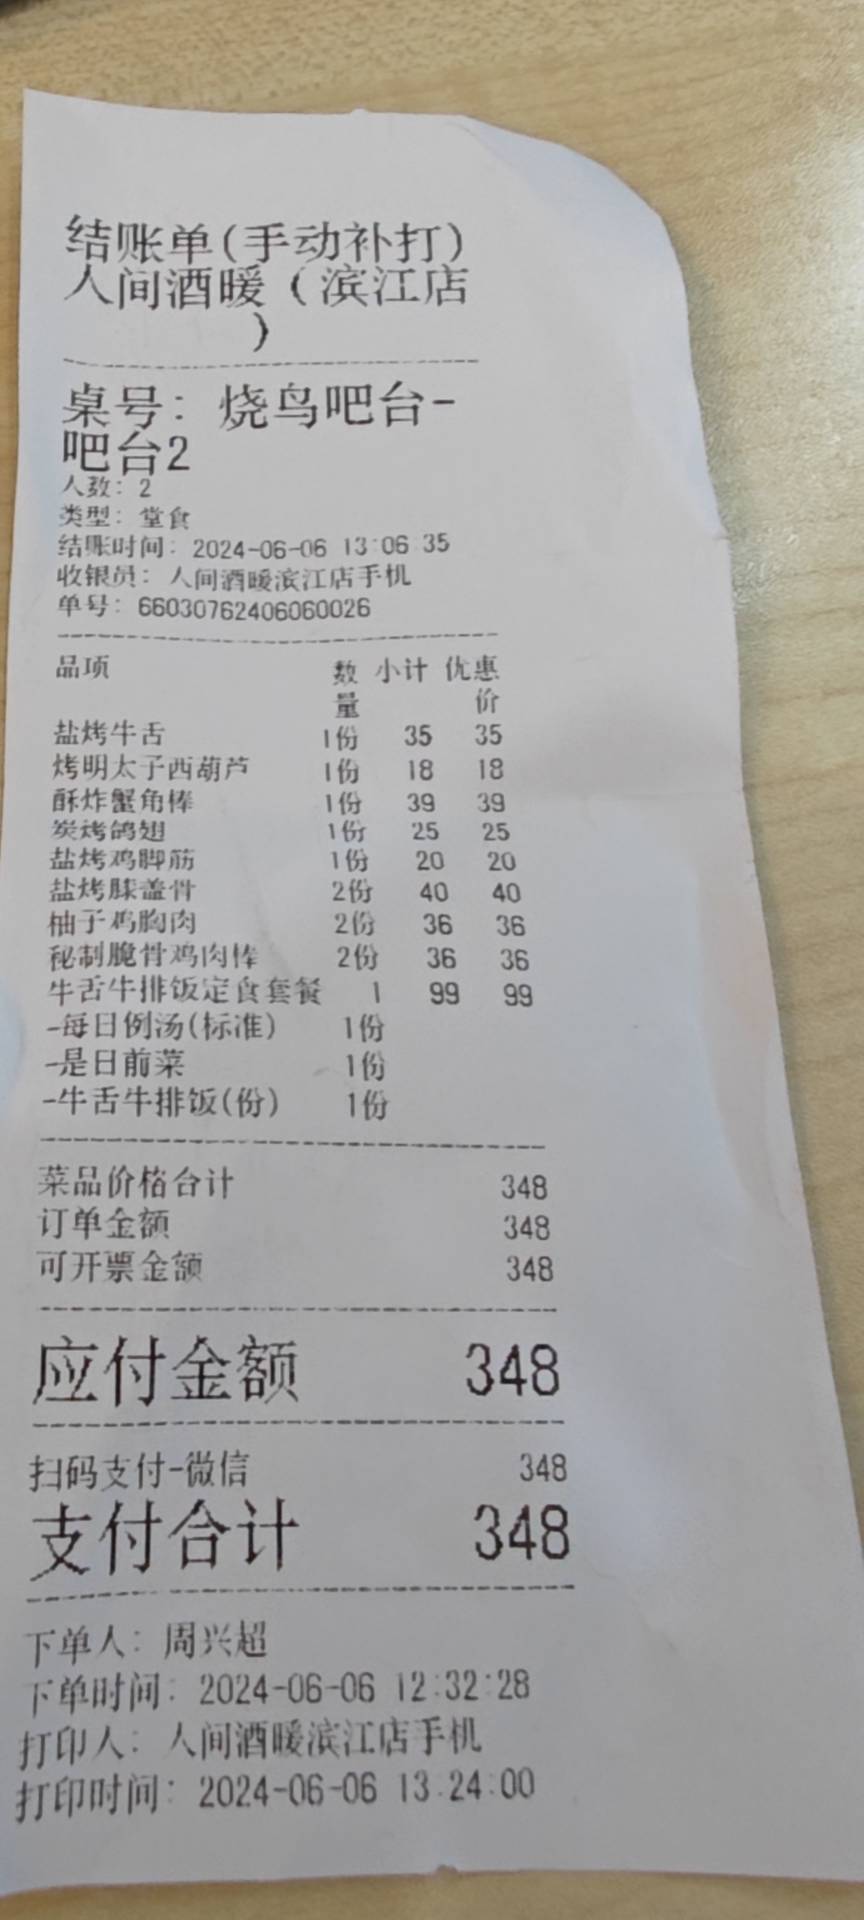 结账单(手动补打)
人间酒暖(滨江店
)
桌号: 烧鸟吧台-
吧台2
人数: 2
类型: 堂食
结账时间: 2024-06-06 13:06:35
收银员: 人间酒暖滨江店手机
单号: 66030762406060026
品项 数 小计 优惠
量 价
盐烤牛舌 1份 35 35
烤明太子西葫芦 1份 18 18
酥炸蟹角棒 1份 39 39
炭烤鸽翅 1份 25 25
盐烤鸡脚筋 1份 20 20
盐烤膝盖骨 2份 40 40
柚子鸡胸肉 2份 36 36
秘制脆骨鸡肉棒 2份 36 36
牛舌牛排饭定食套餐 1 99 99
-每日例汤(标准) 1份
-是日前菜 1份
-牛舌牛排饭(份) 1份
菜品价格合计 348
订单金额 348
可开票金额 348
应付金额 348
扫码支付-微信 348
支付合计 348
下单人: 周兴超
下单时间: 2024-06-06 12:32:28
打印人: 人间酒暖滨江店手机
打印时间: 2024-06-06 13:24:00